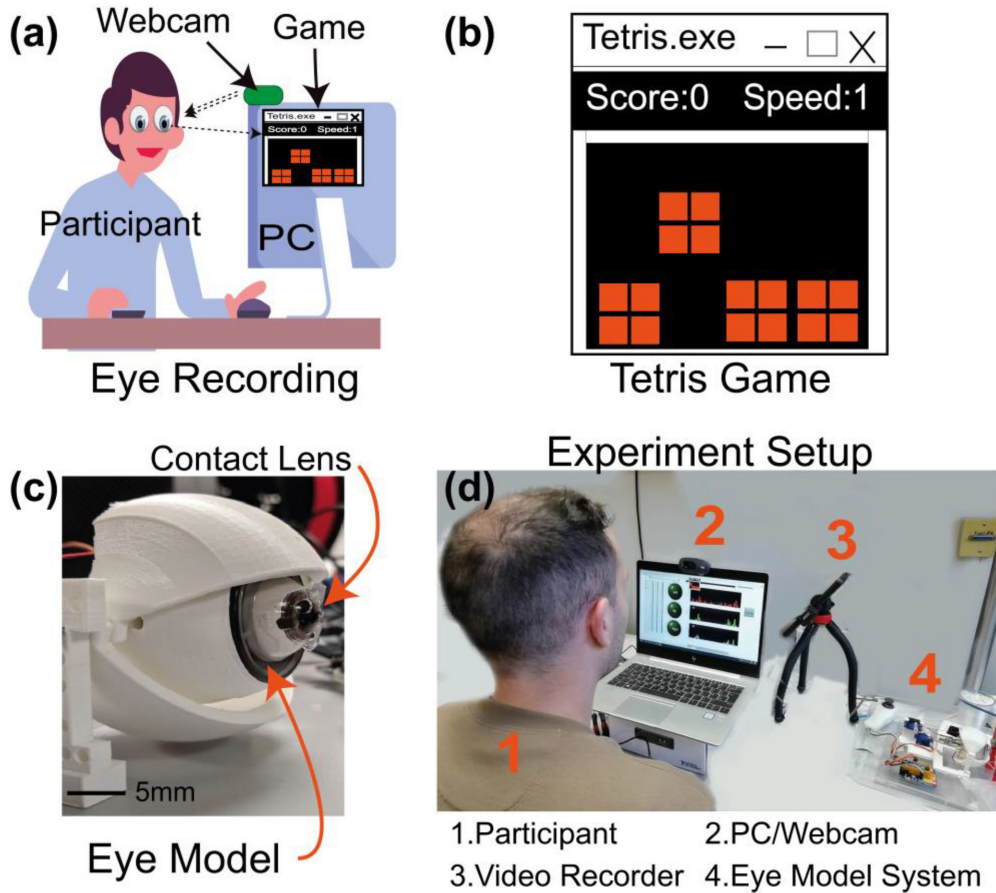 (a)
Webcam
Game
Tetris.exe
Score:0 Speed:1
Participant
PC
Eye Recording
(b)
Tetris.exe
Score:0 Speed:1
Tetris Game
(c)
Contact Lens
5mm
Eye Model
Experiment Setup
(d)
1
2
3
4
1.Participant 2.PC/Webcam
3.Video Recorder 4.Eye Model System